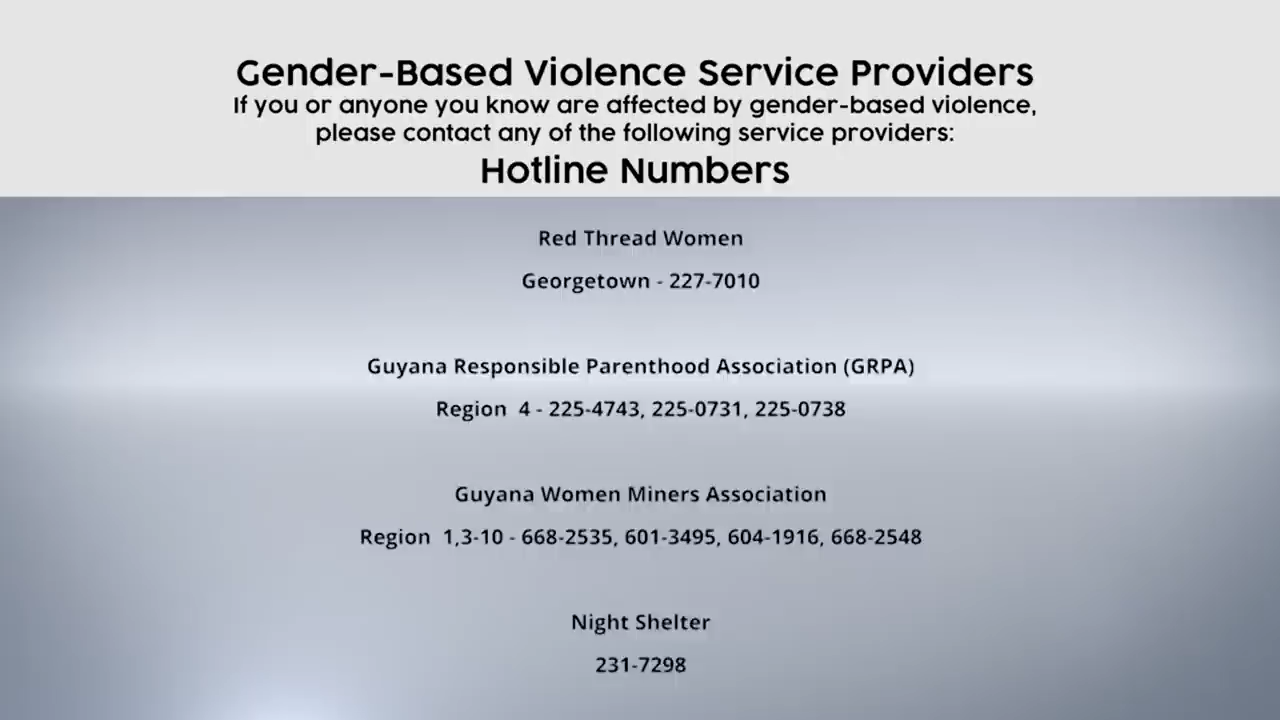 Gender-Based Violence Service Providers
If you or anyone you know are affected by gender-based violence,
please contact any of the following service providers:
Hotline Numbers
Red Thread Women
Georgetown - 227-7010
Guyana Responsible Parenthood Association (GRPA)
Region 4 - 225-4743, 225-0731, 225-0738
Guyana Women Miners Association
Region 1,3-10 - 668-2535, 601-3495, 604-1916, 668-2548
Night Shelter
231-7298